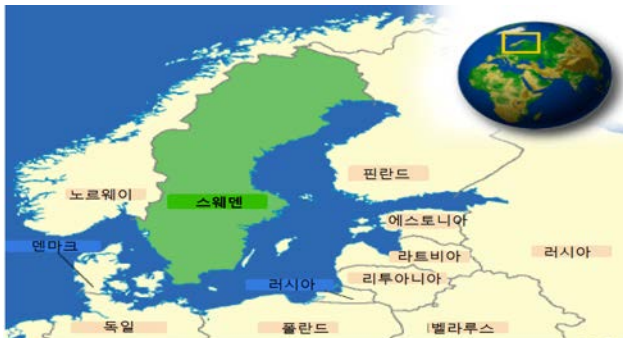 핀란드
노르웨이
스웨덴
에스토니아
덴마크
라트비아
러시아
러시아
리투아니아
독일
폴란드
벨라루스